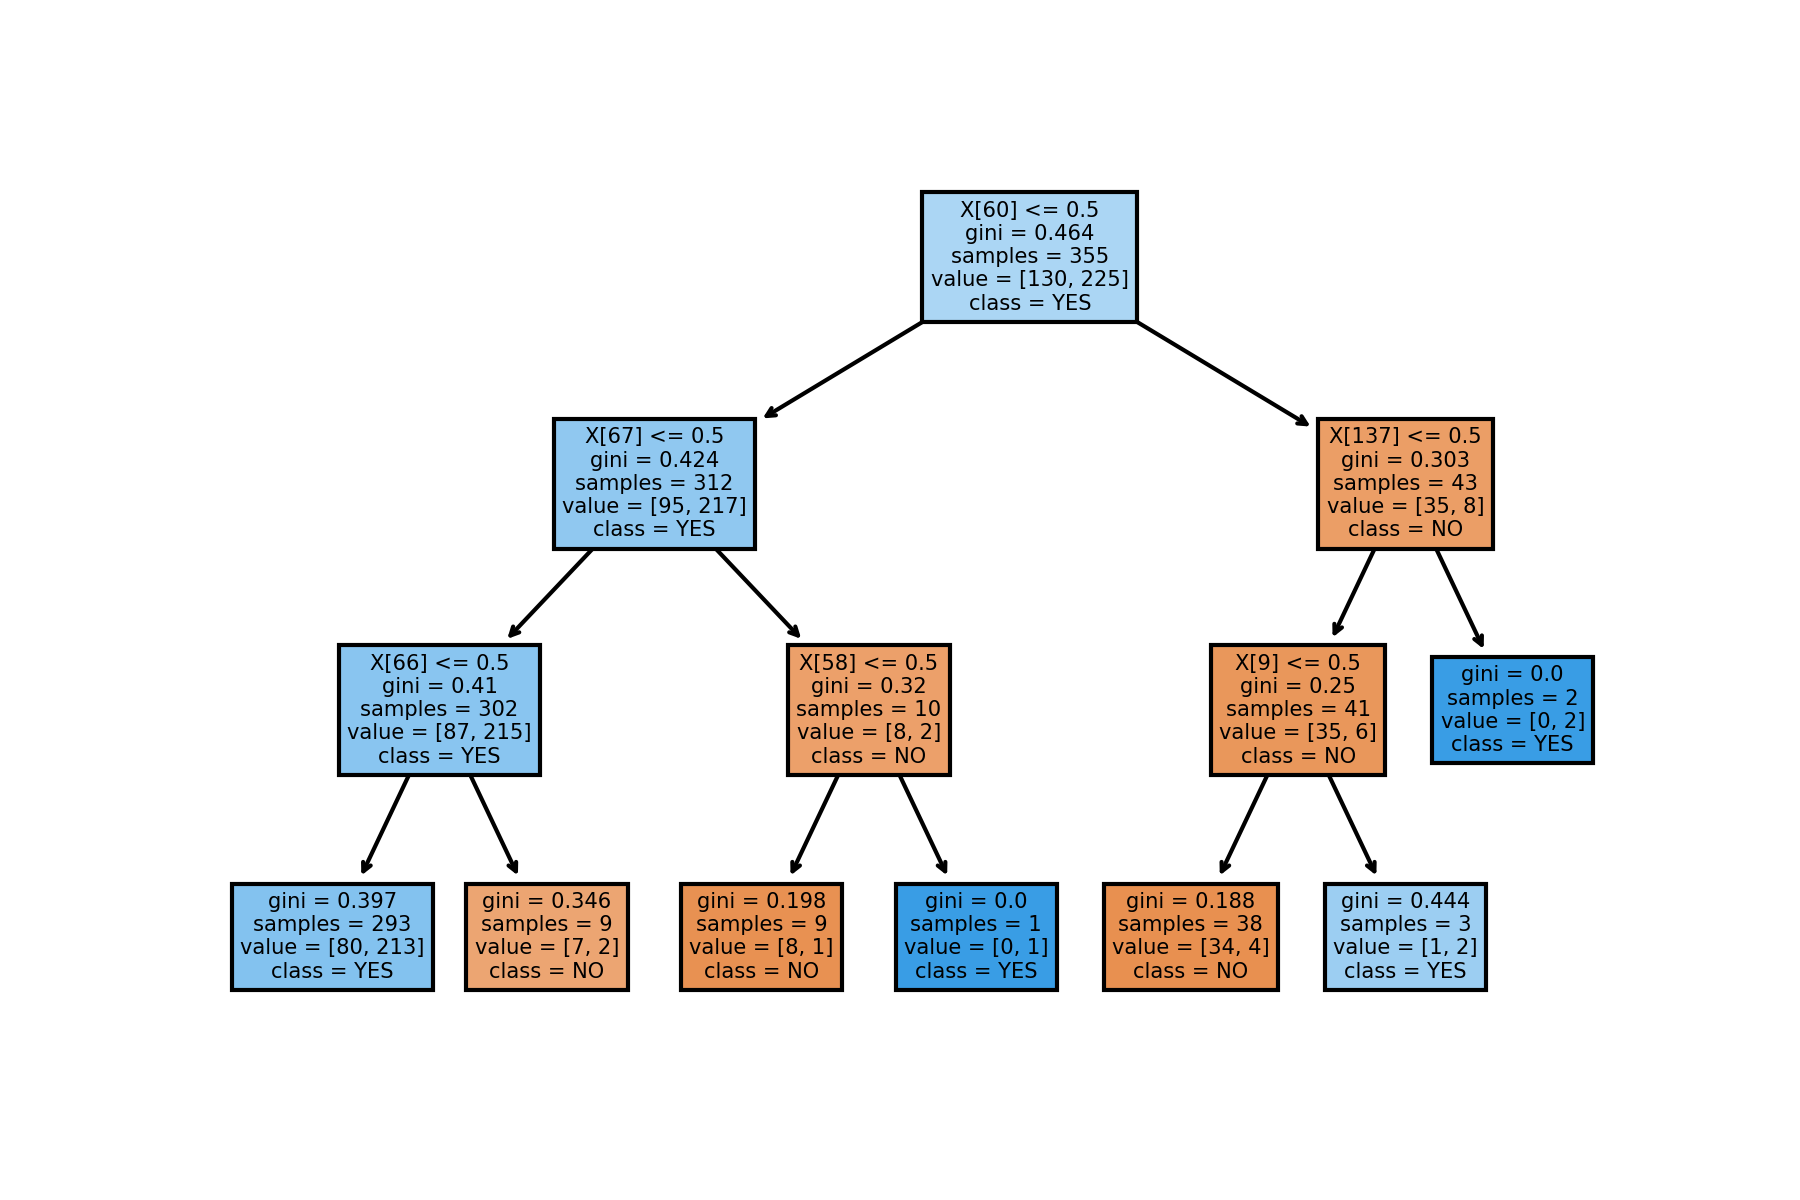 X[60] <= 0.5
gini = 0.464
samples = 355
value = [130, 225]
class = YES
X[67] <= 0.5
gini = 0.424
samples = 312
value = [95, 217]
class = YES
X[137] <= 0.5
gini = 0.303
samples = 43
value = [35, 8]
class = NO
X[66] <= 0.5
gini = 0.41
samples = 302
value = [87, 215]
class = YES
X[58] <= 0.5
gini = 0.32
samples = 10
value = [8, 2]
class = NO
X[9] <= 0.5
gini = 0.25
samples = 41
value = [35, 6]
class = NO
gini = 0.0
samples = 2
value = [0, 2]
class = YES
gini = 0.397
samples = 293
value = [80, 213]
class = YES
gini = 0.346
samples = 9
value = [7, 2]
class = NO
gini = 0.198
samples = 9
value = [8, 1]
class = NO
gini = 0.0
samples = 1
value = [0, 1]
class = YES
gini = 0.188
samples = 38
value = [34, 4]
class = NO
gini = 0.444
samples = 3
value = [1, 2]
class = YES